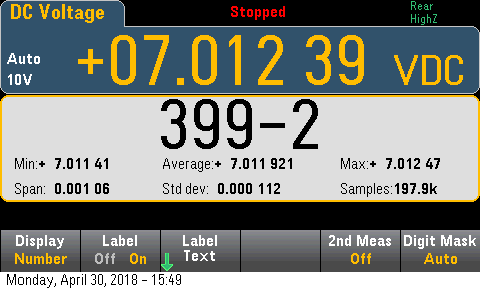 DC Voltage Stopped Rear
HighZ
Auto
10V
+07.012 39 VDC
399-2
Min:+ 7.011 41 Average:+ 7.011 921 Max:+ 7.012 47
Span: 0.001 06 Std dev: 0.000 112 Samples:197.9k
Display Label Label 2nd Meas Digit Mask
Number Off On Text Off Auto
Monday, April 30, 2018 - 15:49